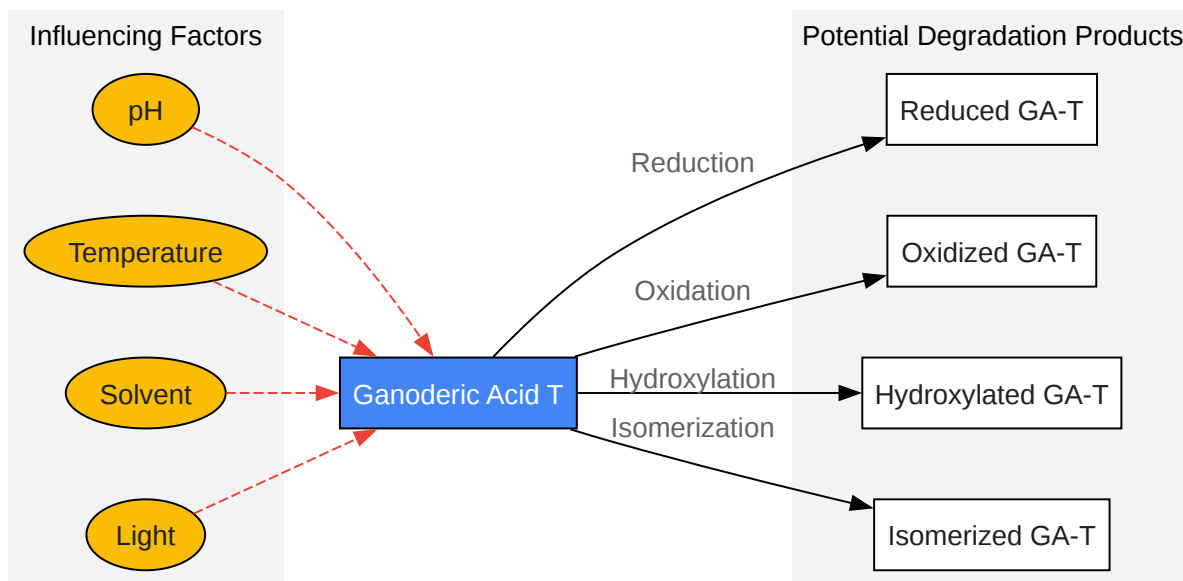 Influencing Factors
pH
Temperature
Solvent
Light
Ganoderic Acid T
Reduction
Oxidation
Hydroxylation
Isomerization
Potential Degradation Products
Reduced GA-T
Oxidized GA-T
Hydroxylated GA-T
Isomerized GA-T